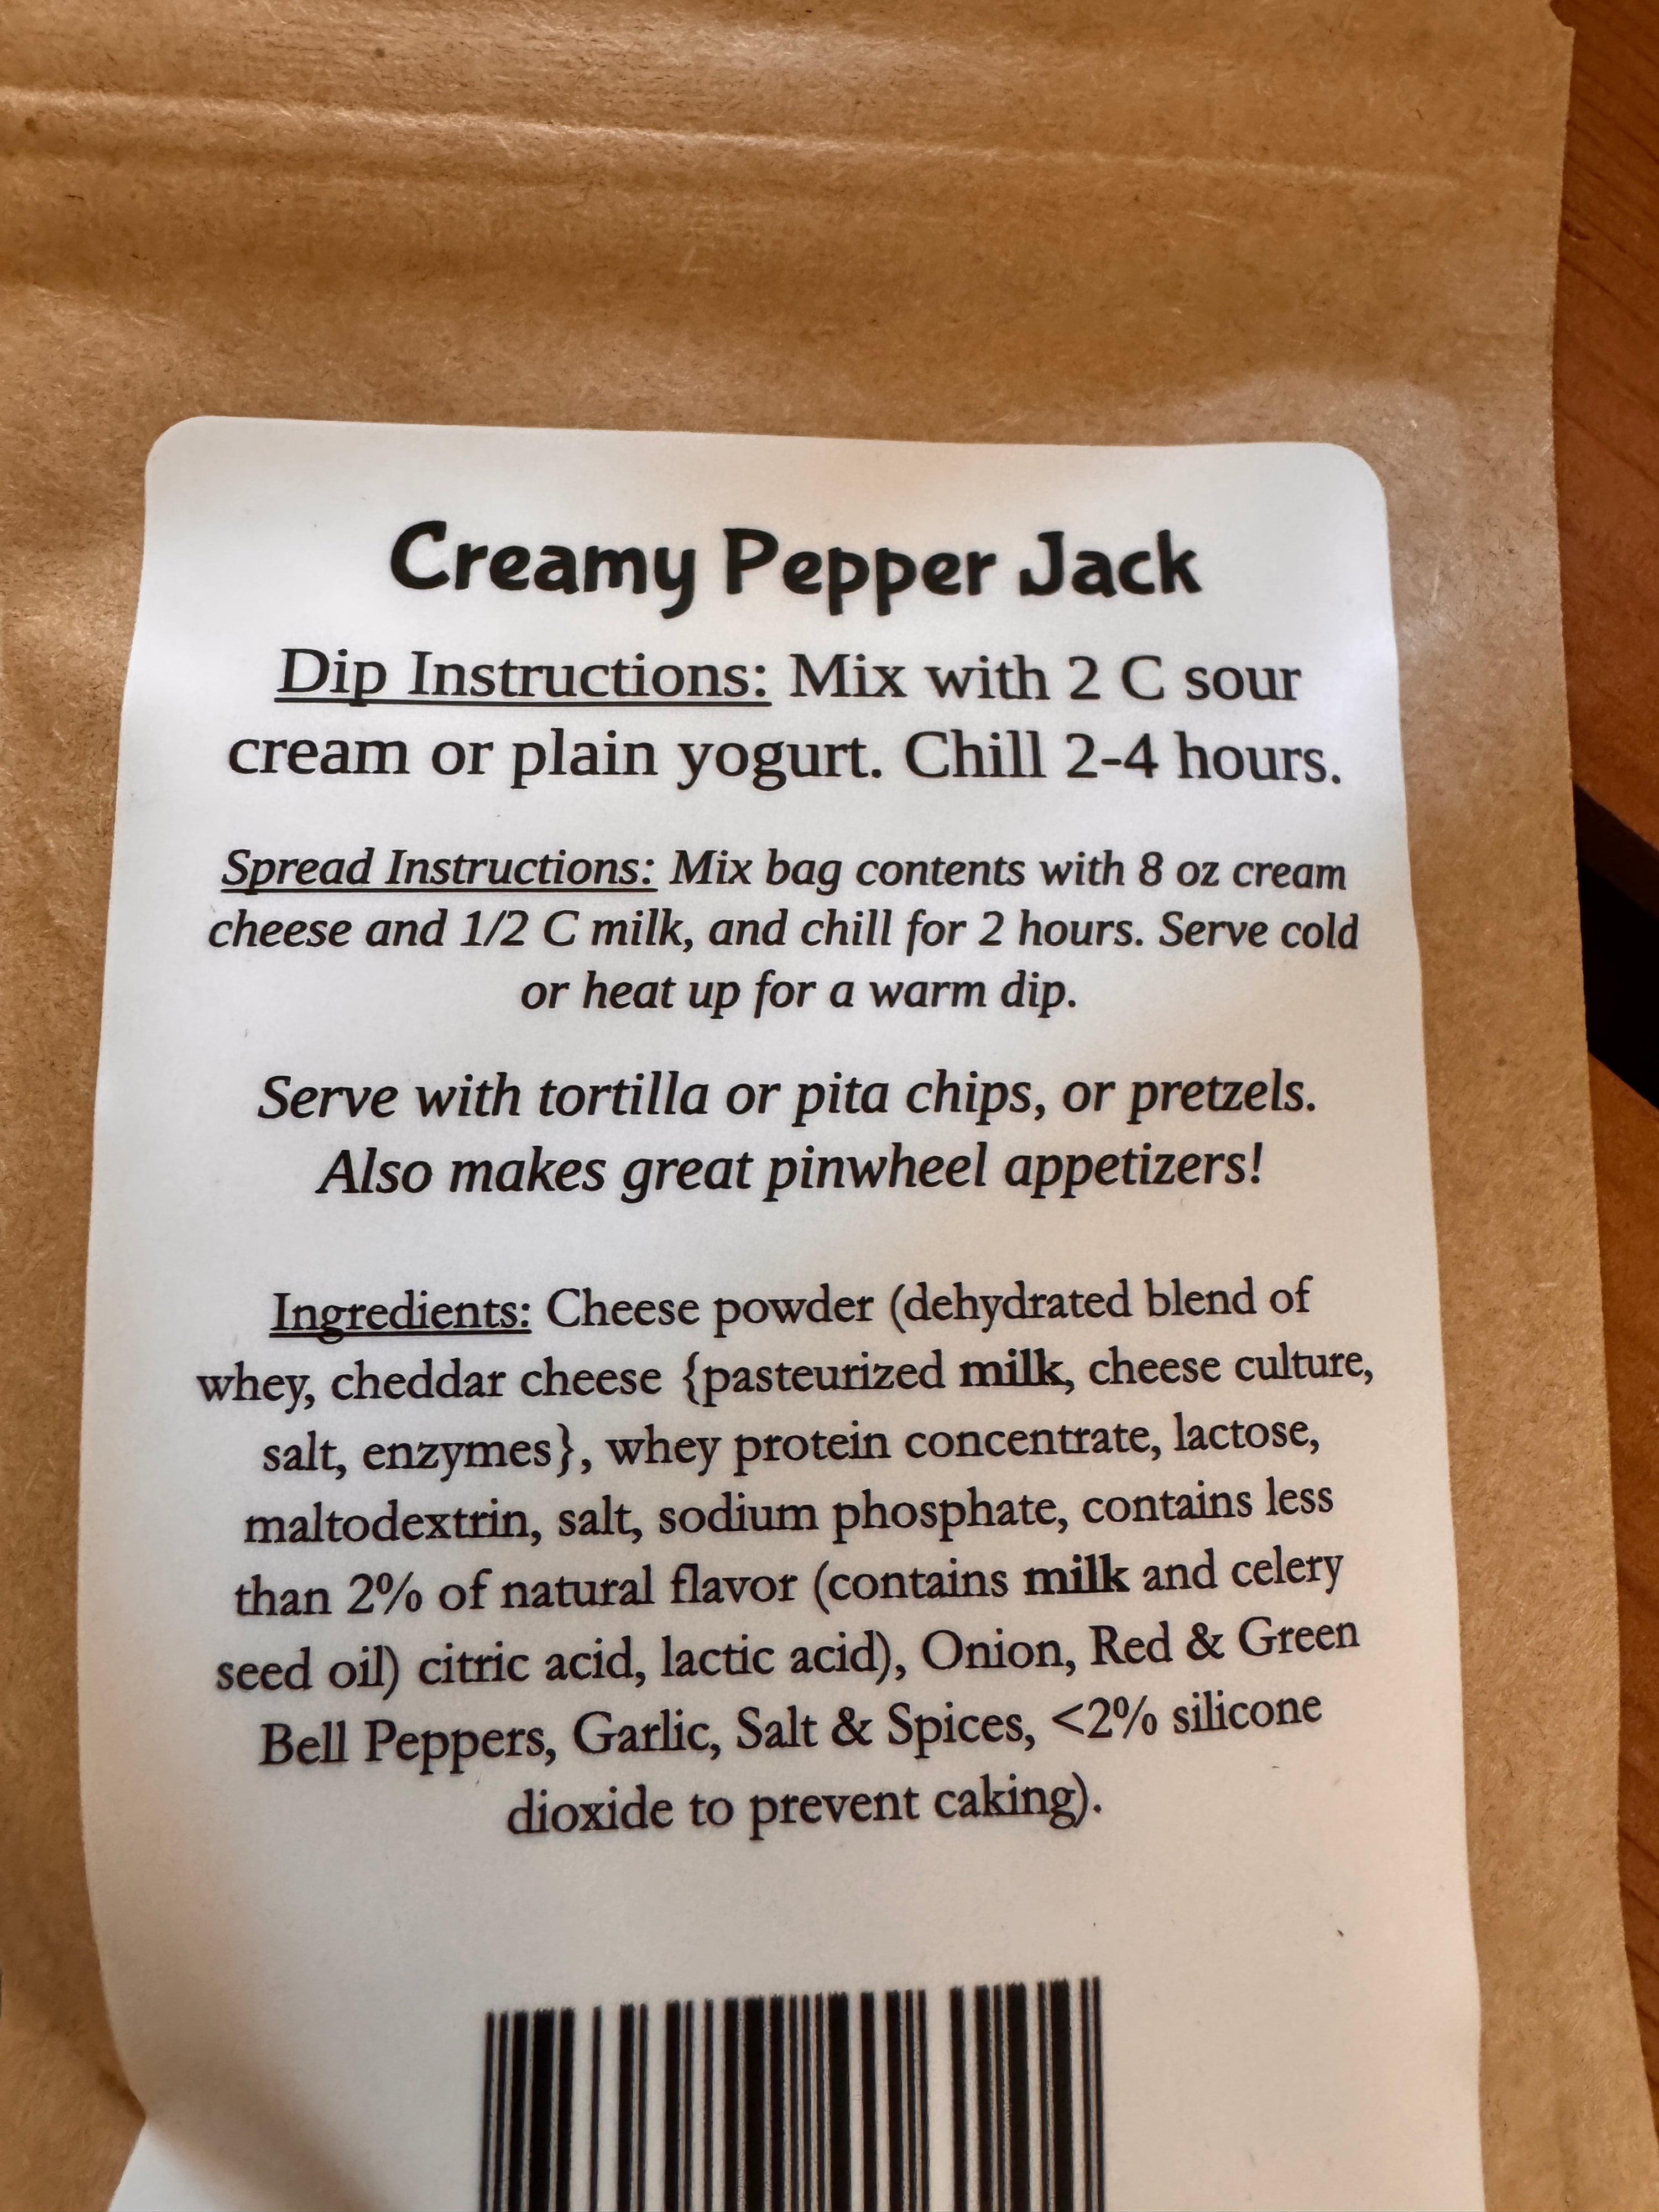 Creamy Pepper Jack
Dip Instructions: Mix with 2 C sour
cream or plain yogurt. Chill 2-4 hours.
Spread Instructions: Mix bag contents with 8 oz cream
cheese and 1/2 C milk, and chill for 2 hours. Serve cold
or heat up for a warm dip.
Serve with tortilla or pita chips, or pretzels.
Also makes great pinwheel appetizers!
Ingredients: Cheese powder (dehydrated blend of
whey, cheddar cheese {pasteurized milk, cheese culture,
salt, enzymes}, whey protein concentrate, lactose,
maltodextrin, salt, sodium phosphate, contains less
than 2% of natural flavor (contains milk and celery
seed oil) citric acid, lactic acid), Onion, Red & Green
Bell Peppers, Garlic, Salt & Spices, <2% silicone
dioxide to prevent caking).